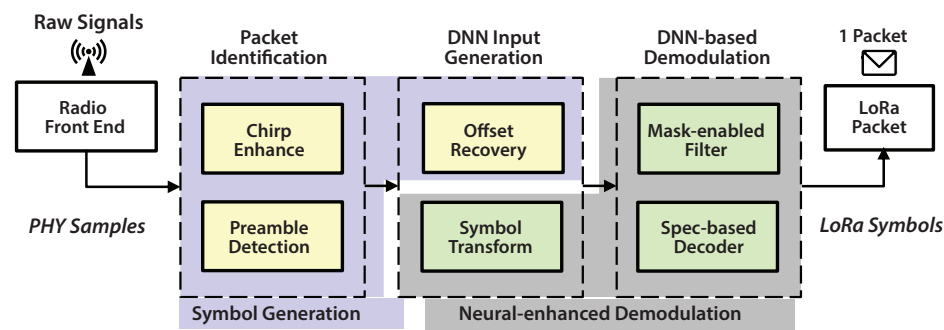 Raw Signals
Radio
Front End
PHY Samples
Packet
Identification
Chirp
Enhance
Preamble
Detection
DNN Input
Generation
Offset
Recovery
Symbol
Transform
DNN-based
Demodulation
Mask-enabled
Filter
Spec-based
Decoder
1 Packet
LoRa
Packet
LoRa Symbols
Symbol Generation
Neural-enhanced Demodulation